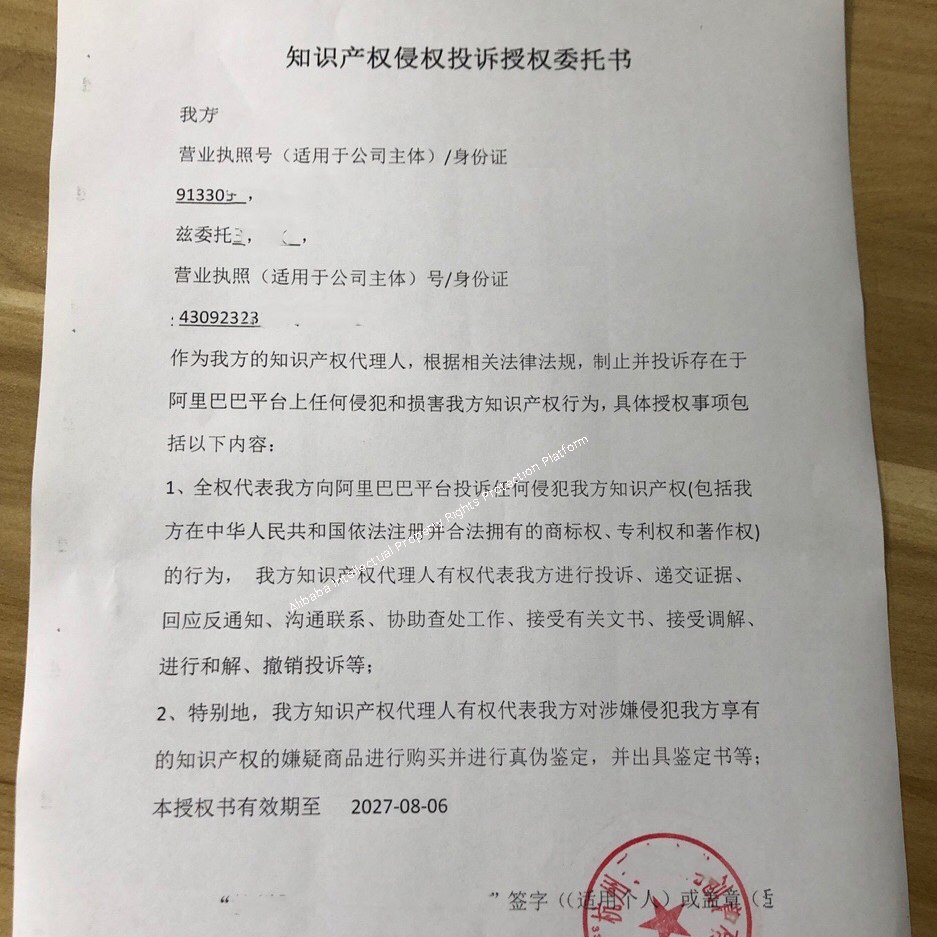 知识产权侵权投诉授权委托书
我方
营业执照号（适用于公司主体）/身份证
91330
兹委托
营业执照（适用于公司主体）号/身份证
: 43092323
作为我方的知识产权代理人，根据相关法律法规，制止并投诉存在于
阿里巴巴平台上任何侵犯和损害我方知识产权行为，具体授权事项包
括以下内容：
1、全权代表我方向阿里巴巴平台投诉任何侵犯我方知识产权(包括我
方在中华人民共和国依法注册并合法拥有的商标权、专利权和著作权)
的行为， 我方知识产权代理人有权代表我方进行投诉、递交证据、
回应反通知、沟通联系、协助查处工作、接受有关文书、接受调解、
进行和解、撤销投诉等；
2、特别地，我方知识产权代理人有权代表我方对涉嫌侵犯我方享有
的知识产权的嫌疑商品进行购买并进行真伪鉴定，并出具鉴定书等；
本授权书有效期至 2027-08-06
“ ” 签字（(适用个人）或盖章（
杭州
Alibaba Intellectual Property Rights Protection Platform